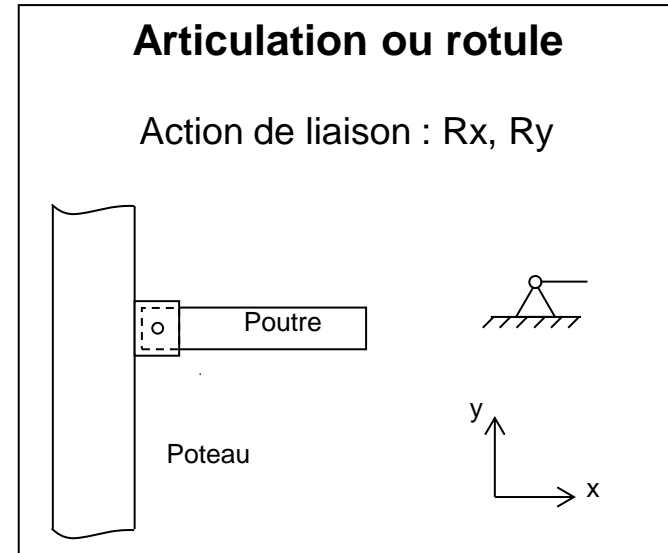 Articulation ou rotule
Action de liaison : Rx, Ry
Poutre
Poteau
y
x